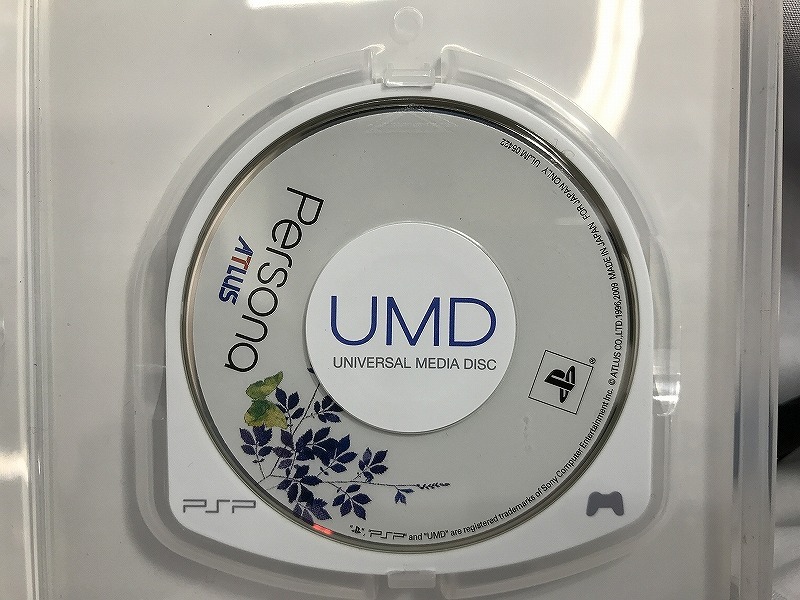 Persona
ATLUS
UMD
UNIVERSAL MEDIA DISC
PSP
PSP and "UMD" are registered trademarks of Sony Computer Entertainment Inc. © ATLUS CO.,LTD.1996,2009 MADE IN JAPAN FOR JAPAN ONLY ULJM 05422
®